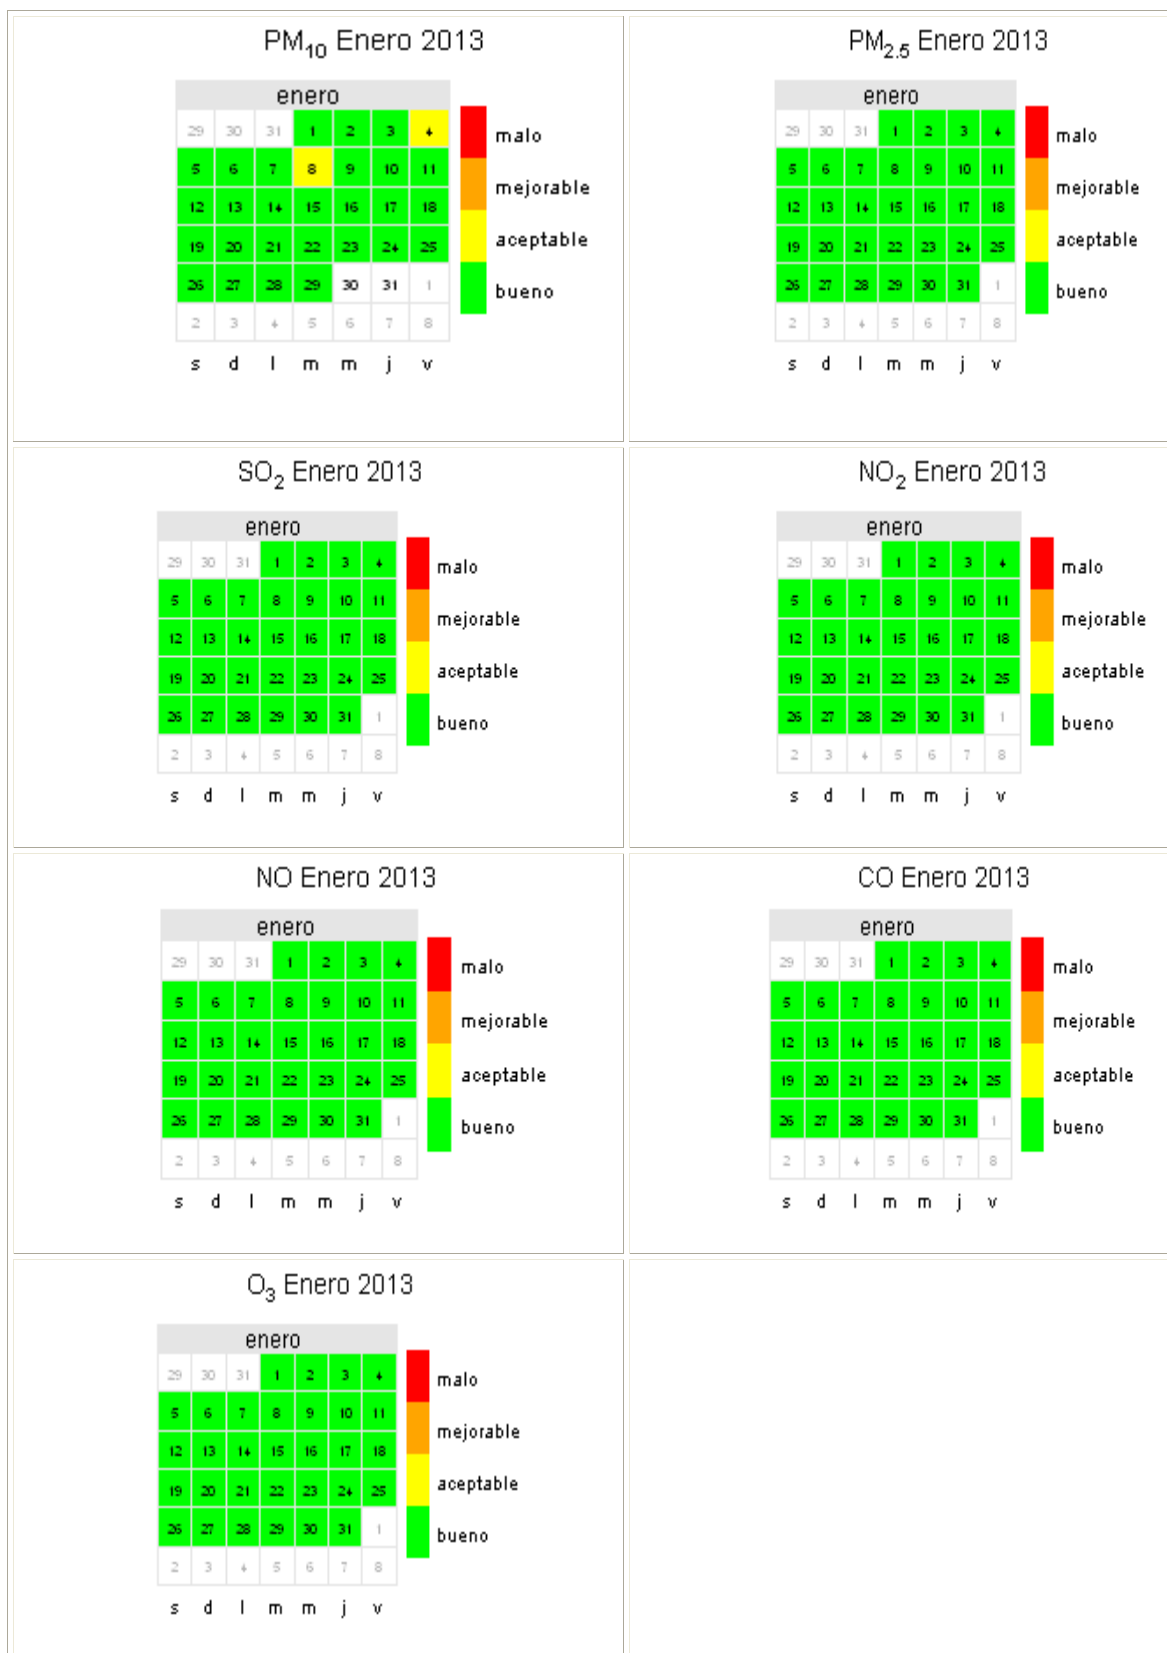 PM10 Enero 2013
enero
29 30 31 1 2 3 4
5 6 7 8 9 10 11
12 13 14 15 16 17 18
19 20 21 22 23 24 25
26 27 28 29 30 31 1
2 3 4 5 6 7 8
s d l m m j v
malo
mejorable
aceptable
bueno
PM2.5 Enero 2013
enero
29 30 31 1 2 3 4
5 6 7 8 9 10 11
12 13 14 15 16 17 18
19 20 21 22 23 24 25
26 27 28 29 30 31 1
2 3 4 5 6 7 8
s d l m m j v
malo
mejorable
aceptable
bueno
SO2 Enero 2013
enero
29 30 31 1 2 3 4
5 6 7 8 9 10 11
12 13 14 15 16 17 18
19 20 21 22 23 24 25
26 27 28 29 30 31 1
2 3 4 5 6 7 8
s d l m m j v
malo
mejorable
aceptable
bueno
NO2 Enero 2013
enero
29 30 31 1 2 3 4
5 6 7 8 9 10 11
12 13 14 15 16 17 18
19 20 21 22 23 24 25
26 27 28 29 30 31 1
2 3 4 5 6 7 8
s d l m m j v
malo
mejorable
aceptable
bueno
NO Enero 2013
enero
29 30 31 1 2 3 4
5 6 7 8 9 10 11
12 13 14 15 16 17 18
19 20 21 22 23 24 25
26 27 28 29 30 31 1
2 3 4 5 6 7 8
s d l m m j v
malo
mejorable
aceptable
bueno
CO Enero 2013
enero
29 30 31 1 2 3 4
5 6 7 8 9 10 11
12 13 14 15 16 17 18
19 20 21 22 23 24 25
26 27 28 29 30 31 1
2 3 4 5 6 7 8
s d l m m j v
malo
mejorable
aceptable
bueno
O3 Enero 2013
enero
29 30 31 1 2 3 4
5 6 7 8 9 10 11
12 13 14 15 16 17 18
19 20 21 22 23 24 25
26 27 28 29 30 31 1
2 3 4 5 6 7 8
s d l m m j v
malo
mejorable
aceptable
bueno